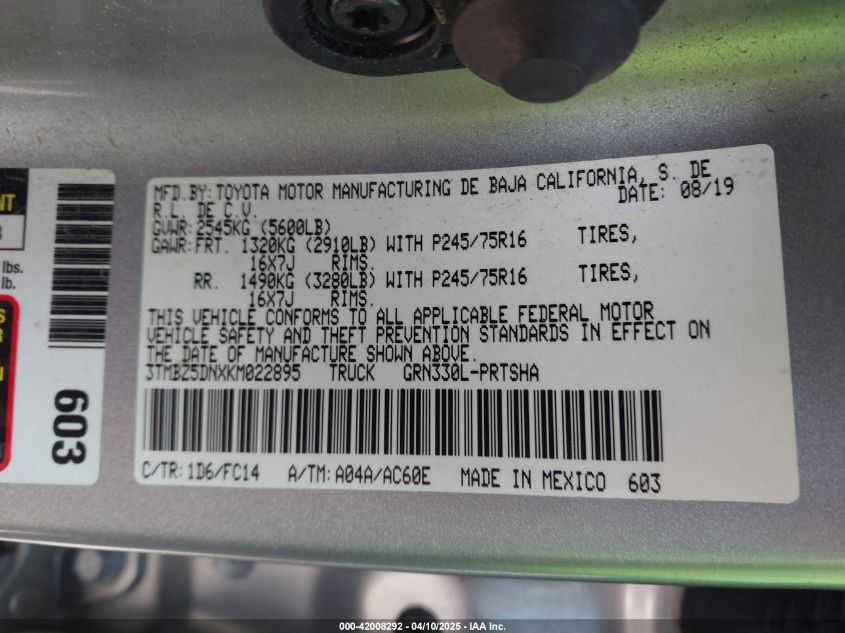 NT
lbs.
lb.
S
R
N
603
MFD.BY: TOYOTA MOTOR MANUFACTURING DE BAJA CALIFORNIA, S. DE
R.L. DE C.V. DATE: 08/19
GVWR: 2545KG (5600LB)
GAWR: FRT. 1320KG (2910LB) WITH P245/75R16 TIRES,
16X7J RIMS.
RR. 1490KG (3280LB) WITH P245/75R16 TIRES,
16X7J RIMS.
THIS VEHICLE CONFORMS TO ALL APPLICABLE FEDERAL MOTOR
VEHICLE SAFETY AND THEFT PREVENTION STANDARDS IN EFFECT ON
THE DATE OF MANUFACTURE SHOWN ABOVE.
3TMBZ5DNXKM022895 TRUCK GRN330L-PRTSHA
C/TR: 1D6/FC14 A/TM: A04A/AC60E MADE IN MEXICO 603
000-42008292 - 04/10/2025 - IAA Inc.